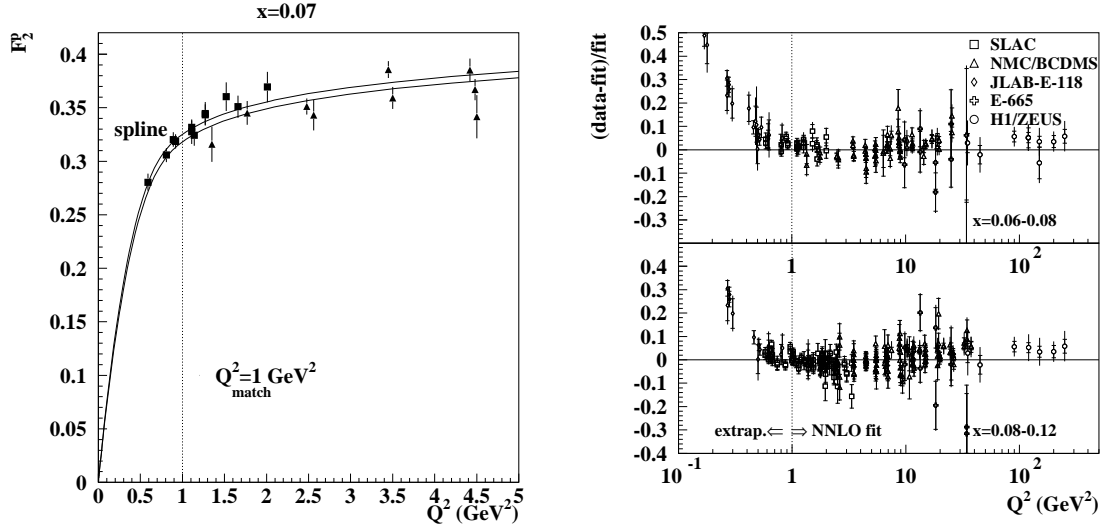 x=0.07
F₂ᵖ
0.4
0.35
0.3
0.25
0.2
0.15
0.1
0.05
0
spline
Q²match=1 GeV²
0 0.5 1 1.5 2 2.5 3 3.5 4 4.5 5
Q² (GeV²)
(data-fit)/fit
0.5
0.4
0.3
0.2
0.1
0
-0.1
-0.2
-0.3
SLAC
NMC/BCDMS
JLAB-E-118
E-665
H1/ZEUS
x=0.06-0.08
1 10 10²
0.4
0.3
0.2
0.1
0
-0.1
-0.2
-0.3
-0.4
extrap.⇐ ⇒ NNLO fit
x=0.08-0.12
10⁻¹ 1 10 10²
Q² (GeV²)